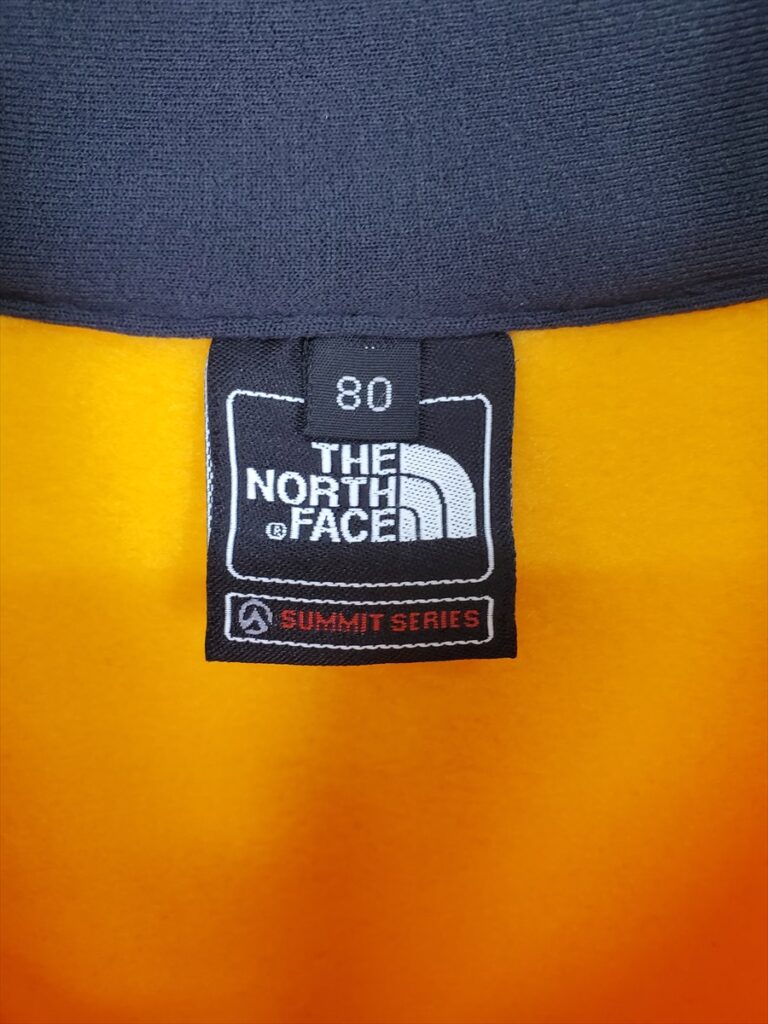 80
THE
NORTH
® FACE
SUMMIT SERIES